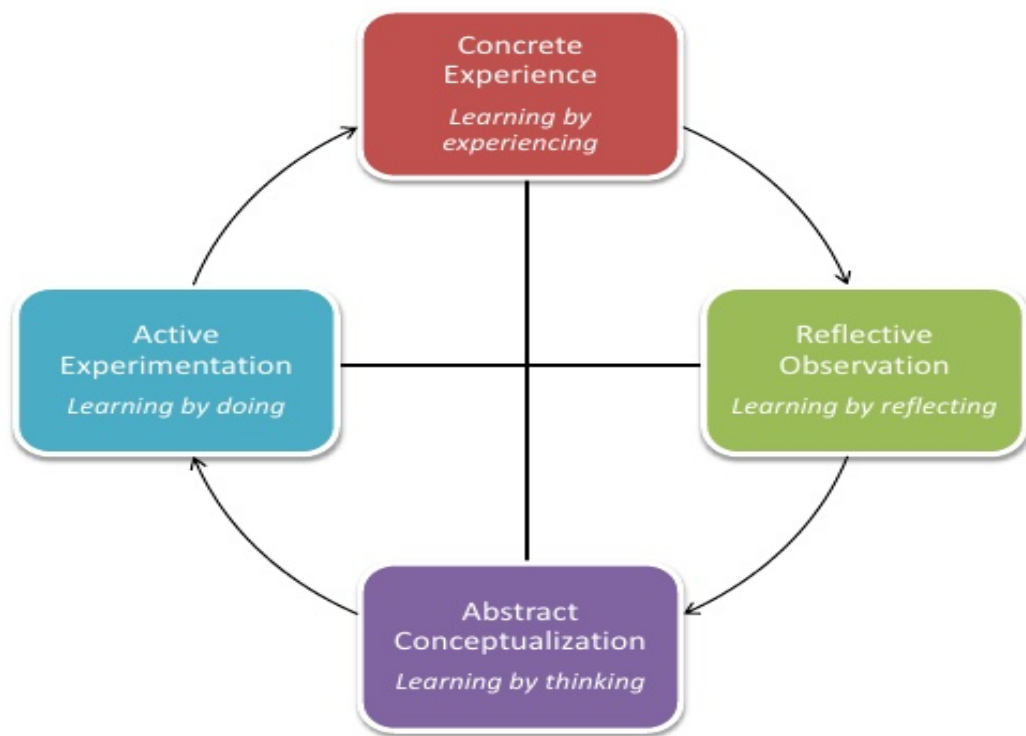 Concrete
Experience
Learning by
experiencing
Active
Experimentation
Learning by doing
Reflective
Observation
Learning by reflecting
Abstract
Conceptualization
Learning by thinking